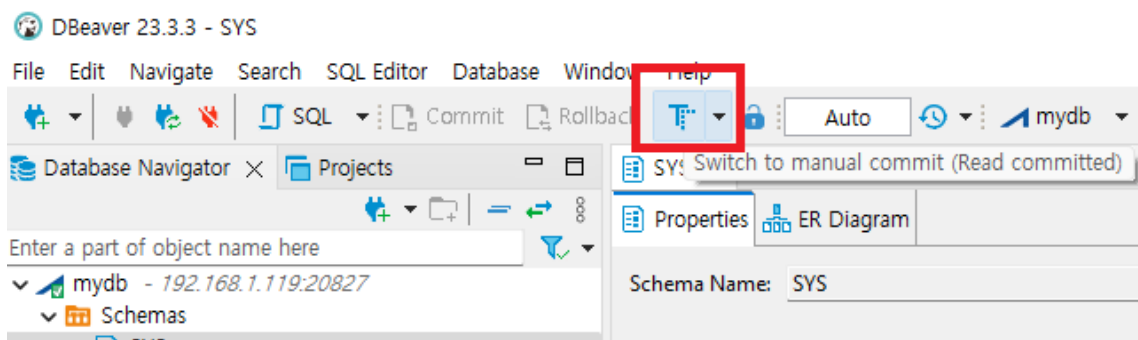 DBeaver 23.3.3 - SYS
File Edit Navigate Search SQL Editor Database Window Help
SQL Commit Rollback Auto mydb
Database Navigator Projects
Switch to manual commit (Read committed)
Properties ER Diagram
Enter a part of object name here
mydb - 192.168.1.119:20827
Schema Name: SYS
Schemas